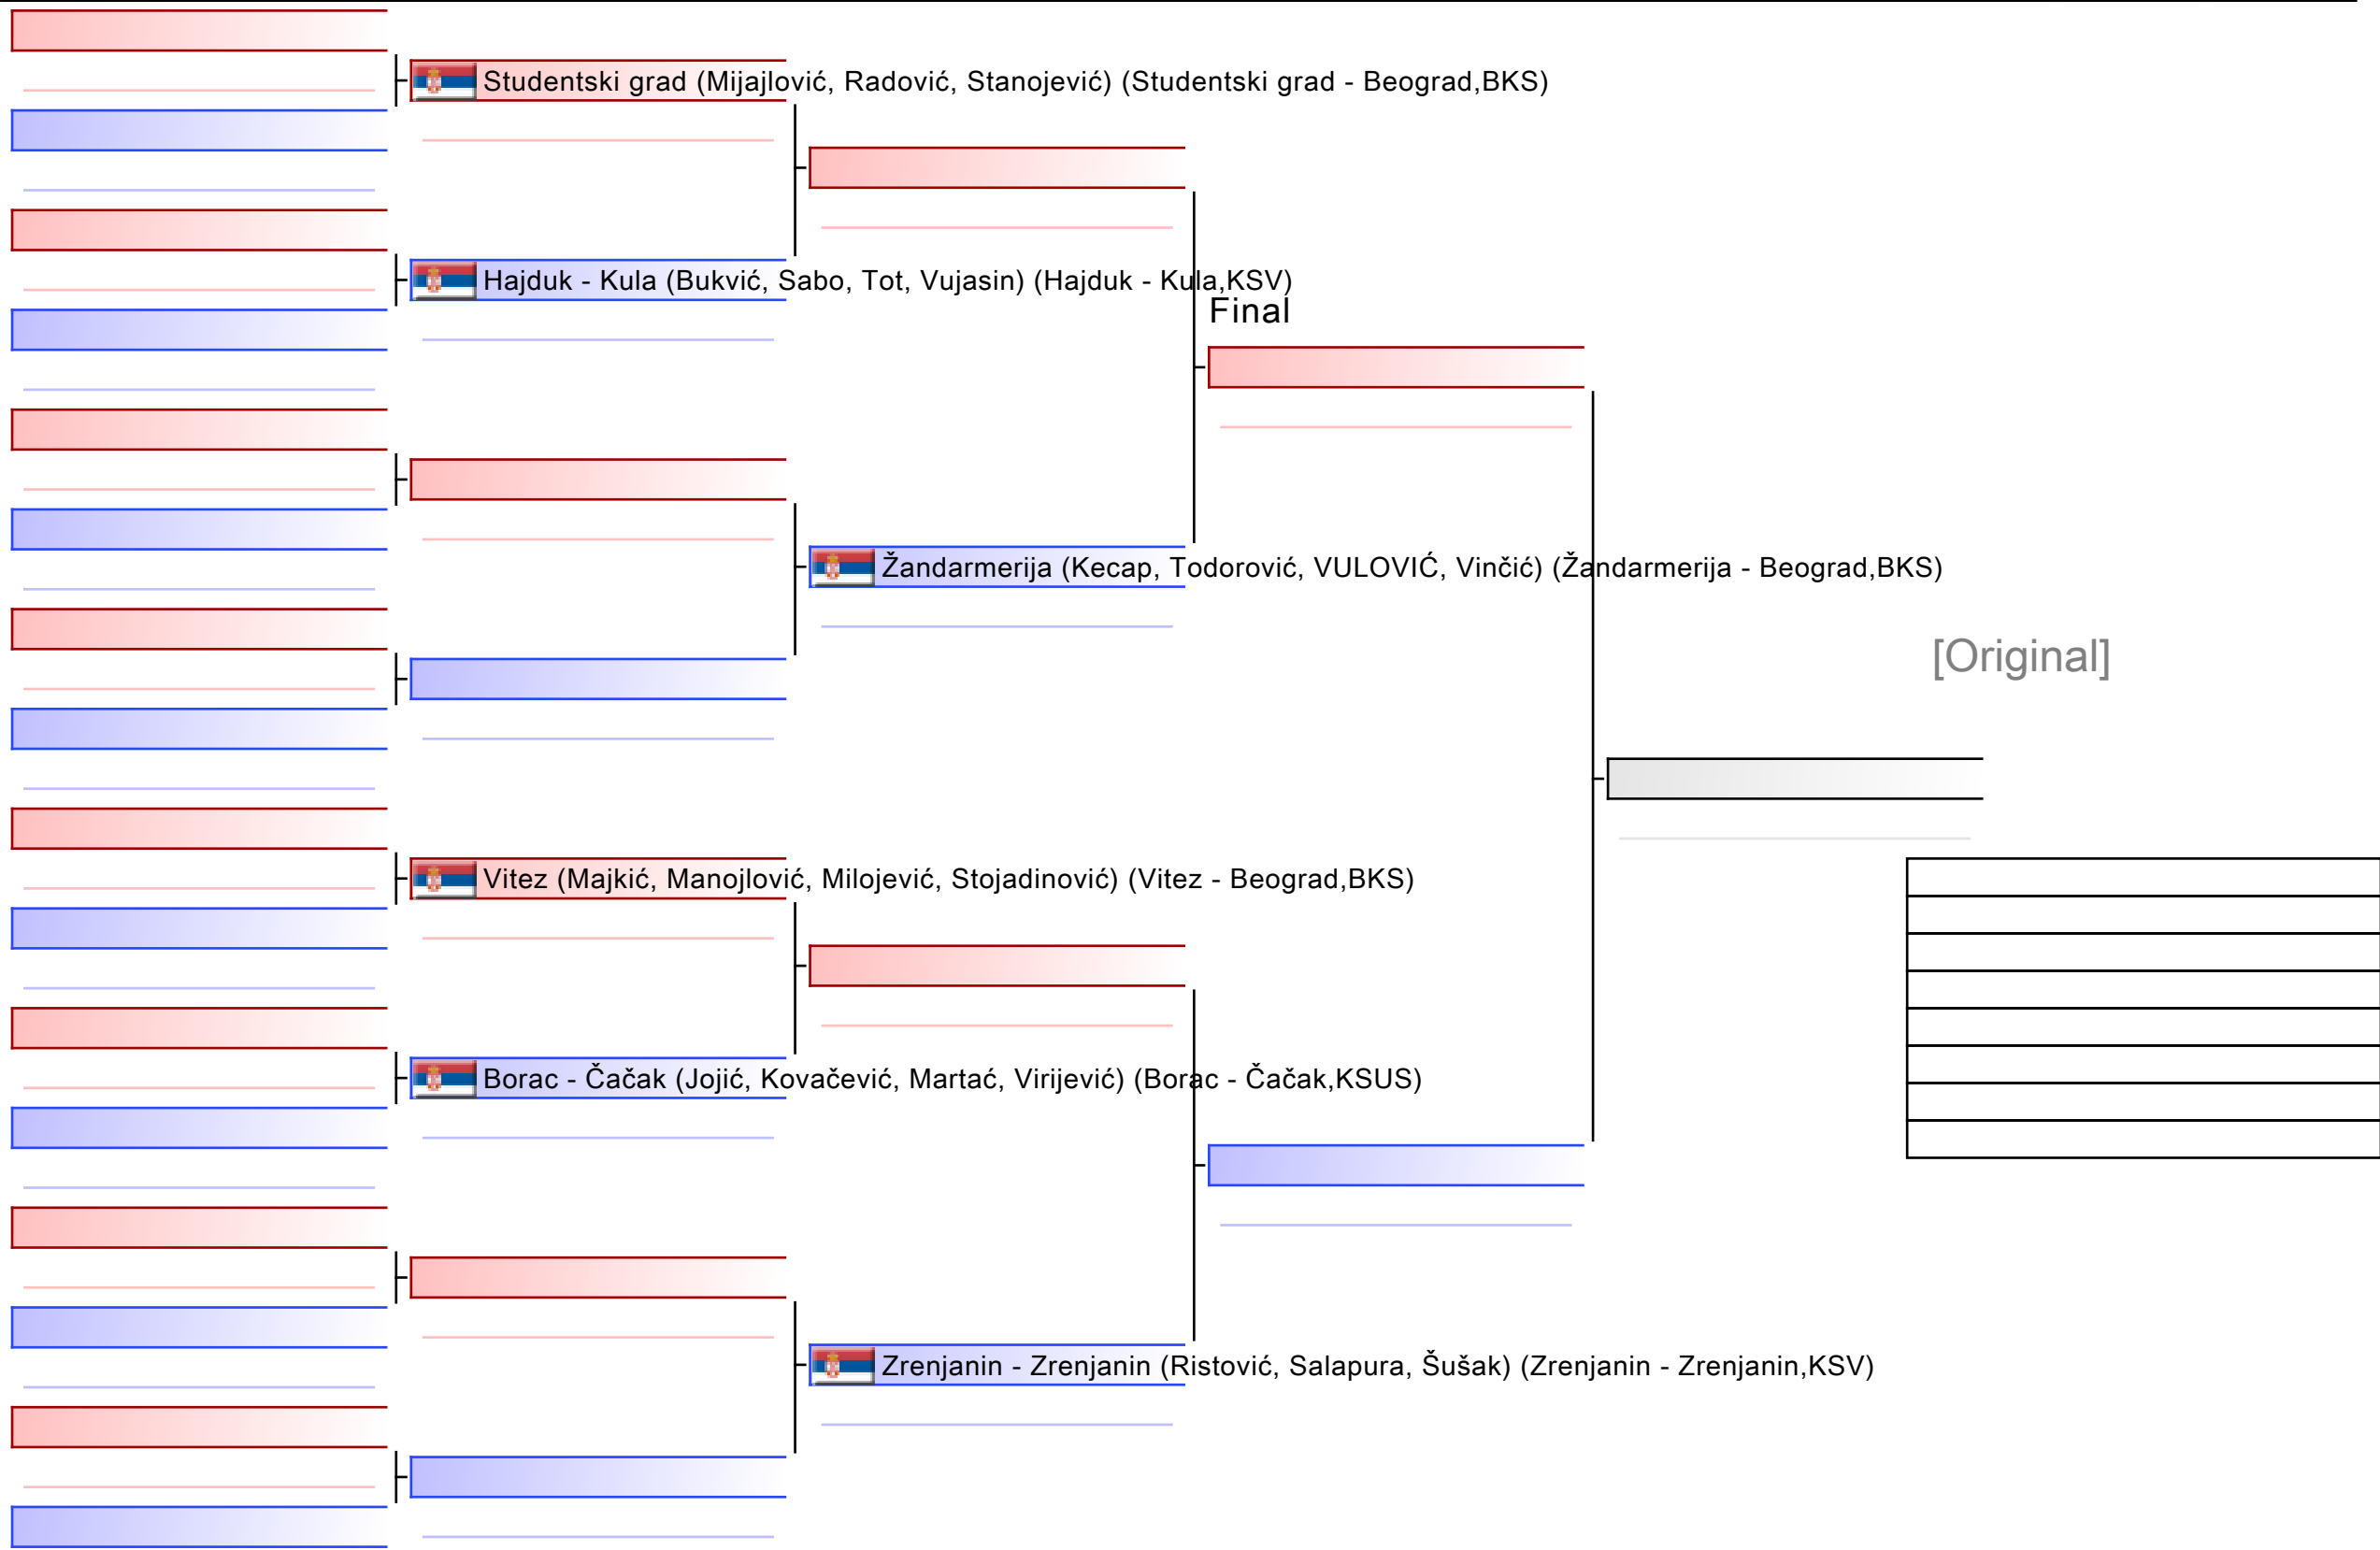 Studentski grad (Mijajlović, Radović, Stanojević) (Studentski grad - Beograd,BKS)
Hajduk - Kula (Bukvić, Sabo, Tot, Vujasin) (Hajduk - Kula,KSV)
Final
Žandarmerija (Kecap, Todorović, VULOVIĆ, Vinčić) (Žandarmerija - Beograd,BKS)
[Original]
Vitez (Majkić, Manojlović, Milojević, Stojadinović) (Vitez - Beograd,BKS)
Borac - Čačak (Jojić, Kovačević, Martać, Virijević) (Borac - Čačak,KSUS)
Zrenjanin - Zrenjanin (Ristović, Salapura, Šušak) (Zrenjanin - Zrenjanin,KSV)